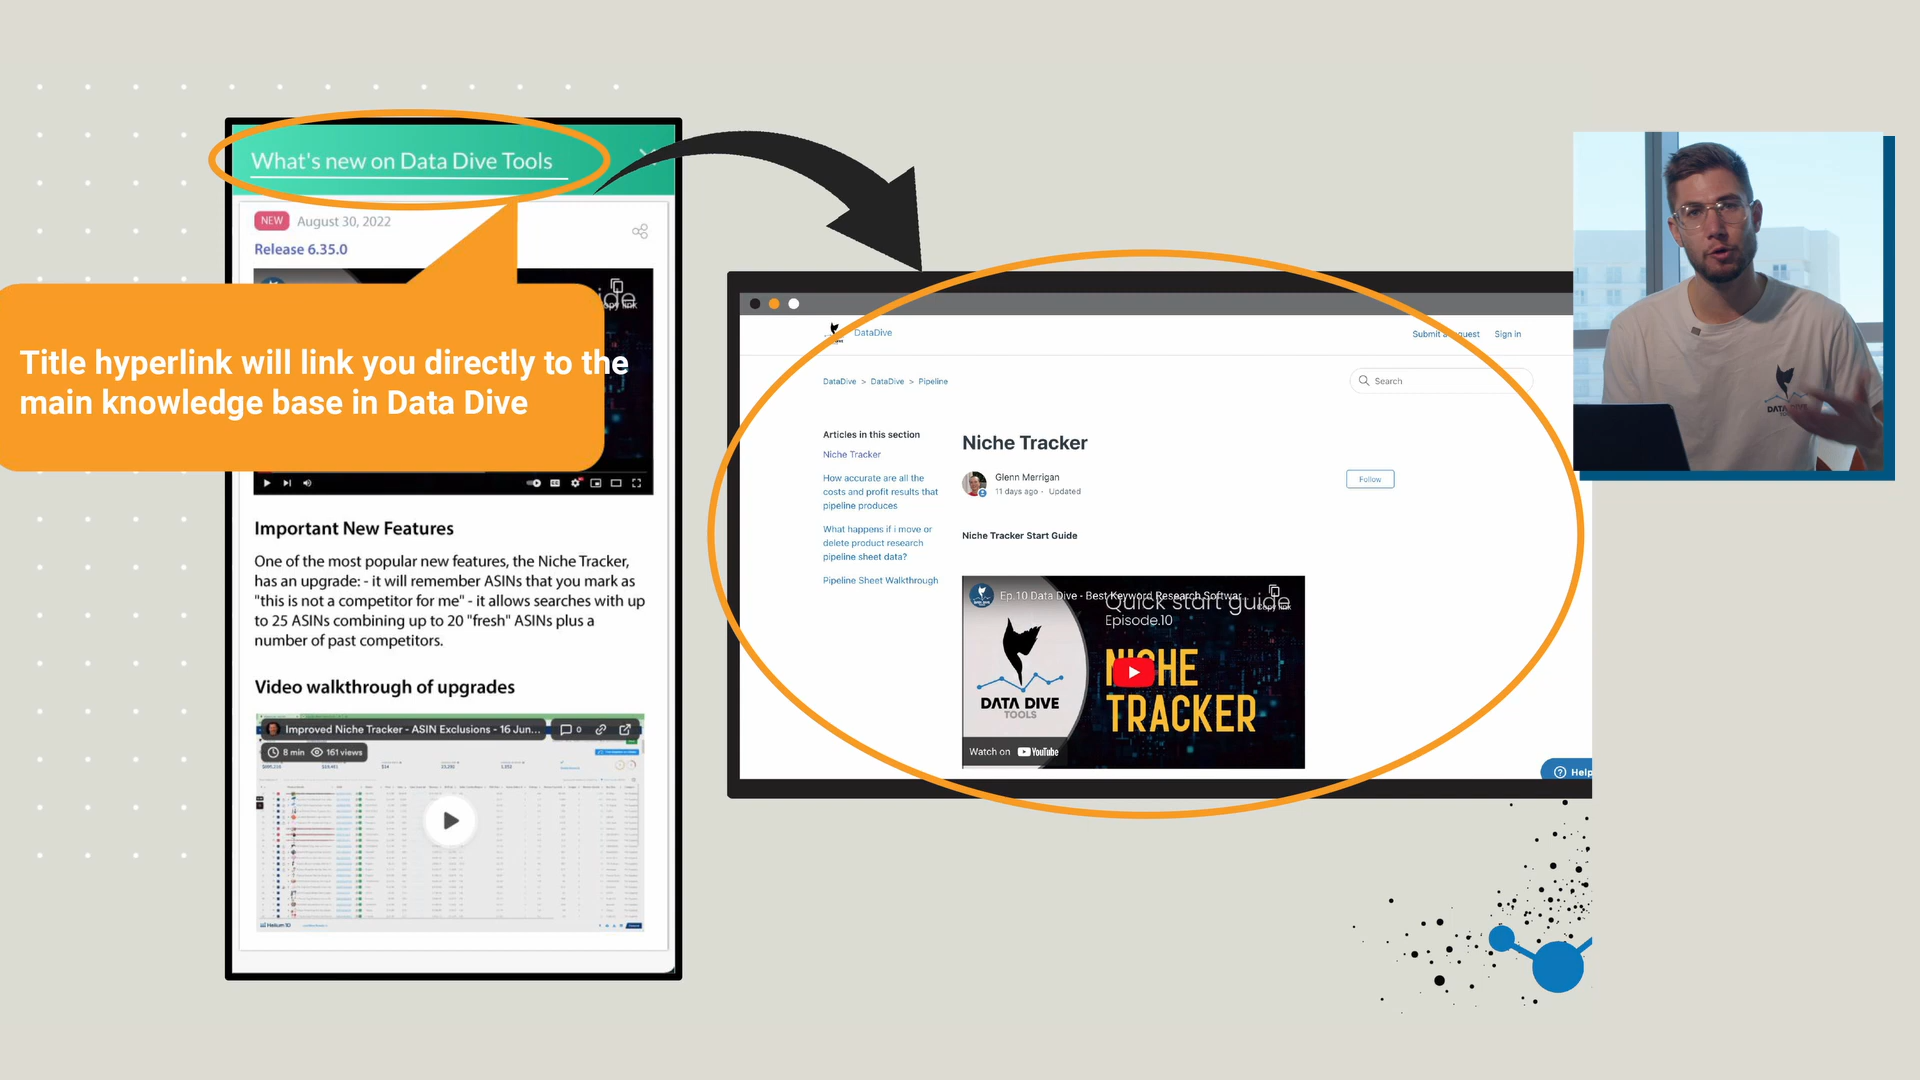 What's new on Data Dive Tools
NEW August 30, 2022
Release 6.35.0
Title hyperlink will link you directly to the
main knowledge base in Data Dive
Important New Features
One of the most popular new features, the Niche Tracker,
has an upgrade: - it will remember ASINs that you mark as
"this is not a competitor for me" - it allows searches with up
to 25 ASINs combining up to 20 "fresh" ASINs plus a
number of past competitors.
Video walkthrough of upgrades
Improved Niche Tracker - ASIN Exclusions - 16 Jun... 0
8 min 161 views
Helium 10
DataDive
Submit a request Sign in
DataDive > DataDive > Pipeline
Search
Articles in this section
Niche Tracker
How accurate are all the
costs and profit results that
pipeline produces
What happens if i move or
delete product research
pipeline sheet data?
Pipeline Sheet Walkthrough
Niche Tracker
Glenn Merrigan
11 days ago - Updated
Follow
Niche Tracker Start Guide
Ep.10 Data Dive - Best Keyword Research Softwar...
Copy link
Quick start guide
Episode.10
NICHE
TRACKER
DATA DIVE
TOOLS
Watch on YouTube
Help